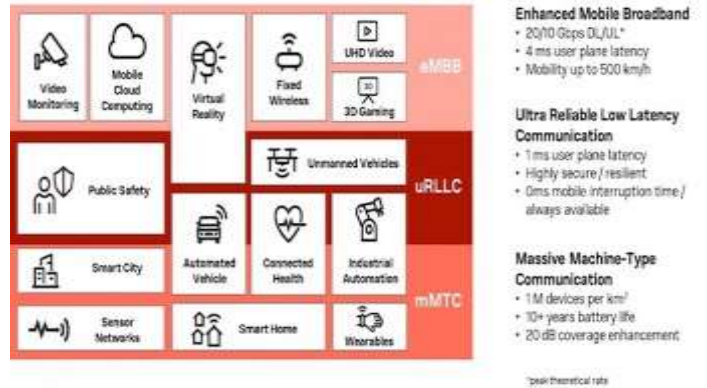 Video
Monitoring
Mobile
Cloud
Computing
Virtual
Reality
Fixed
Wireless
UHD Video
3D
3D Gaming
eMBB
Public Safety
Unmanned Vehicles
uRLLC
Automated
Vehicle
Connected
Health
Industrial
Automation
Smart City
mMTC
Sensor
Networks
Smart Home
Wearables
Enhanced Mobile Broadband
• 20/10 Gbps DL/UL*
• 4 ms user plane latency
• Mobility up to 500 km/h
Ultra Reliable Low Latency
Communication
• 1 ms user plane latency
• Highly secure / resilient
• 0ms mobile interruption time /
always available
Massive Machine-Type
Communication
• 1 M devices per km²
• 10+ years battery life
• 20 dB coverage enhancement
*peak theoretical rate